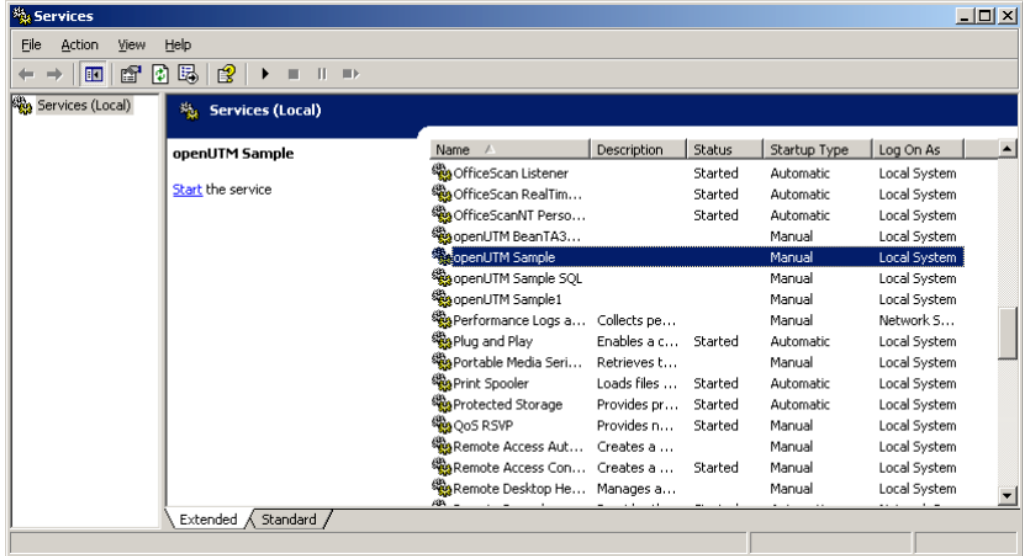 Services
File Action View Help
Services (Local)
Services (Local)
openUTM Sample
Start the service
Name Description Status Startup Type Log On As
OfficeScan Listener Started Automatic Local System
OfficeScan RealTim... Started Automatic Local System
OfficeScanNT Perso... Started Automatic Local System
openUTM BeanTA3... Manual Local System
openUTM Sample Manual Local System
openUTM Sample SQL Manual Local System
openUTM Sample1 Manual Local System
Performance Logs a... Collects pe... Manual Network S...
Plug and Play Enables a c... Started Automatic Local System
Portable Media Seri... Retrieves t... Manual Local System
Print Spooler Loads files ... Started Automatic Local System
Protected Storage Provides pr... Started Automatic Local System
QoS RSVP Provides n... Started Manual Local System
Remote Access Aut... Creates a ... Manual Local System
Remote Access Con... Creates a ... Started Manual Local System
Remote Desktop He... Manages a... Manual Local System
Extended Standard